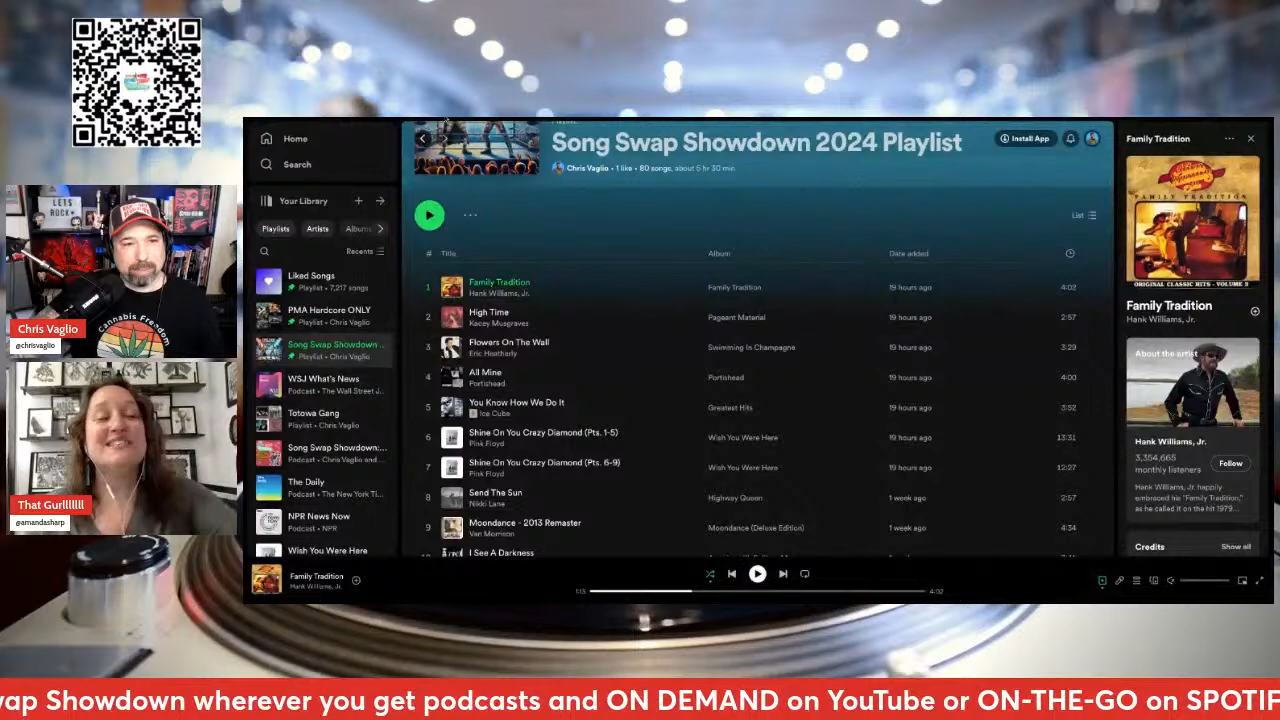 LETS
ROCK
Cannabis Freedom
Chris Vaglio
@chrisvaglio
That Gurlllllll
@amandasharp
Home
Search
Your Library
Playlists
Artists
Albums
Recents
Liked Songs
Playlist • 7,217 songs
PMA Hardcore ONLY
Playlist • Chris Vaglio
Song Swap Showdown ...
Playlist • Chris Vaglio
WSJ What's News
Podcast • The Wall Street J...
Totowa Gang
Playlist • Chris Vaglio
Song Swap Showdown:...
Podcast • Chris Vaglio and...
The Daily
Podcast • The New York Ti...
NPR News Now
Podcast • NPR
Wish You Were Here
Song Swap Showdown 2024 Playlist
Chris Vaglio • 1 like • 80 songs, about 5 hr 30 min
Install App
List
# Title Album Date added
1 Family Tradition Family Tradition 19 hours ago 4:02
Hank Williams, Jr.
2 High Time Pageant Material 19 hours ago 2:57
Kacey Musgraves
3 Flowers On The Wall Swimming In Champagne 19 hours ago 3:29
Eric Heatherly
4 All Mine Portishead 19 hours ago 4:00
Portishead
5 You Know How We Do It Greatest Hits 19 hours ago 3:52
E Ice Cube
6 Shine On You Crazy Diamond (Pts. 1-5) Wish You Were Here 19 hours ago 13:31
Pink Floyd
7 Shine On You Crazy Diamond (Pts. 6-9) Wish You Were Here 19 hours ago 12:27
Pink Floyd
8 Send The Sun Highway Queen 1 week ago 2:57
Nikki Lane
9 Moondance - 2013 Remaster Moondance (Deluxe Edition) 1 week ago 4:34
Van Morrison
I See A Darkness
Family Tradition
FAMILY TRADITION
ORIGINAL CLASSIC HITS - VOLUME 3
Family Tradition
Hank Williams, Jr.
About the artist
Hank Williams, Jr.
3,354,665
monthly listeners
Follow
Hank Williams, Jr. happily
embraced his "Family Tradition,"
as he called it on the hit 1979...
Credits
Show all
Family Tradition
Hank Williams, Jr.
1:13
4:02
wap Showdown wherever you get podcasts and ON DEMAND on YouTube or ON-THE-GO on SPOTIF